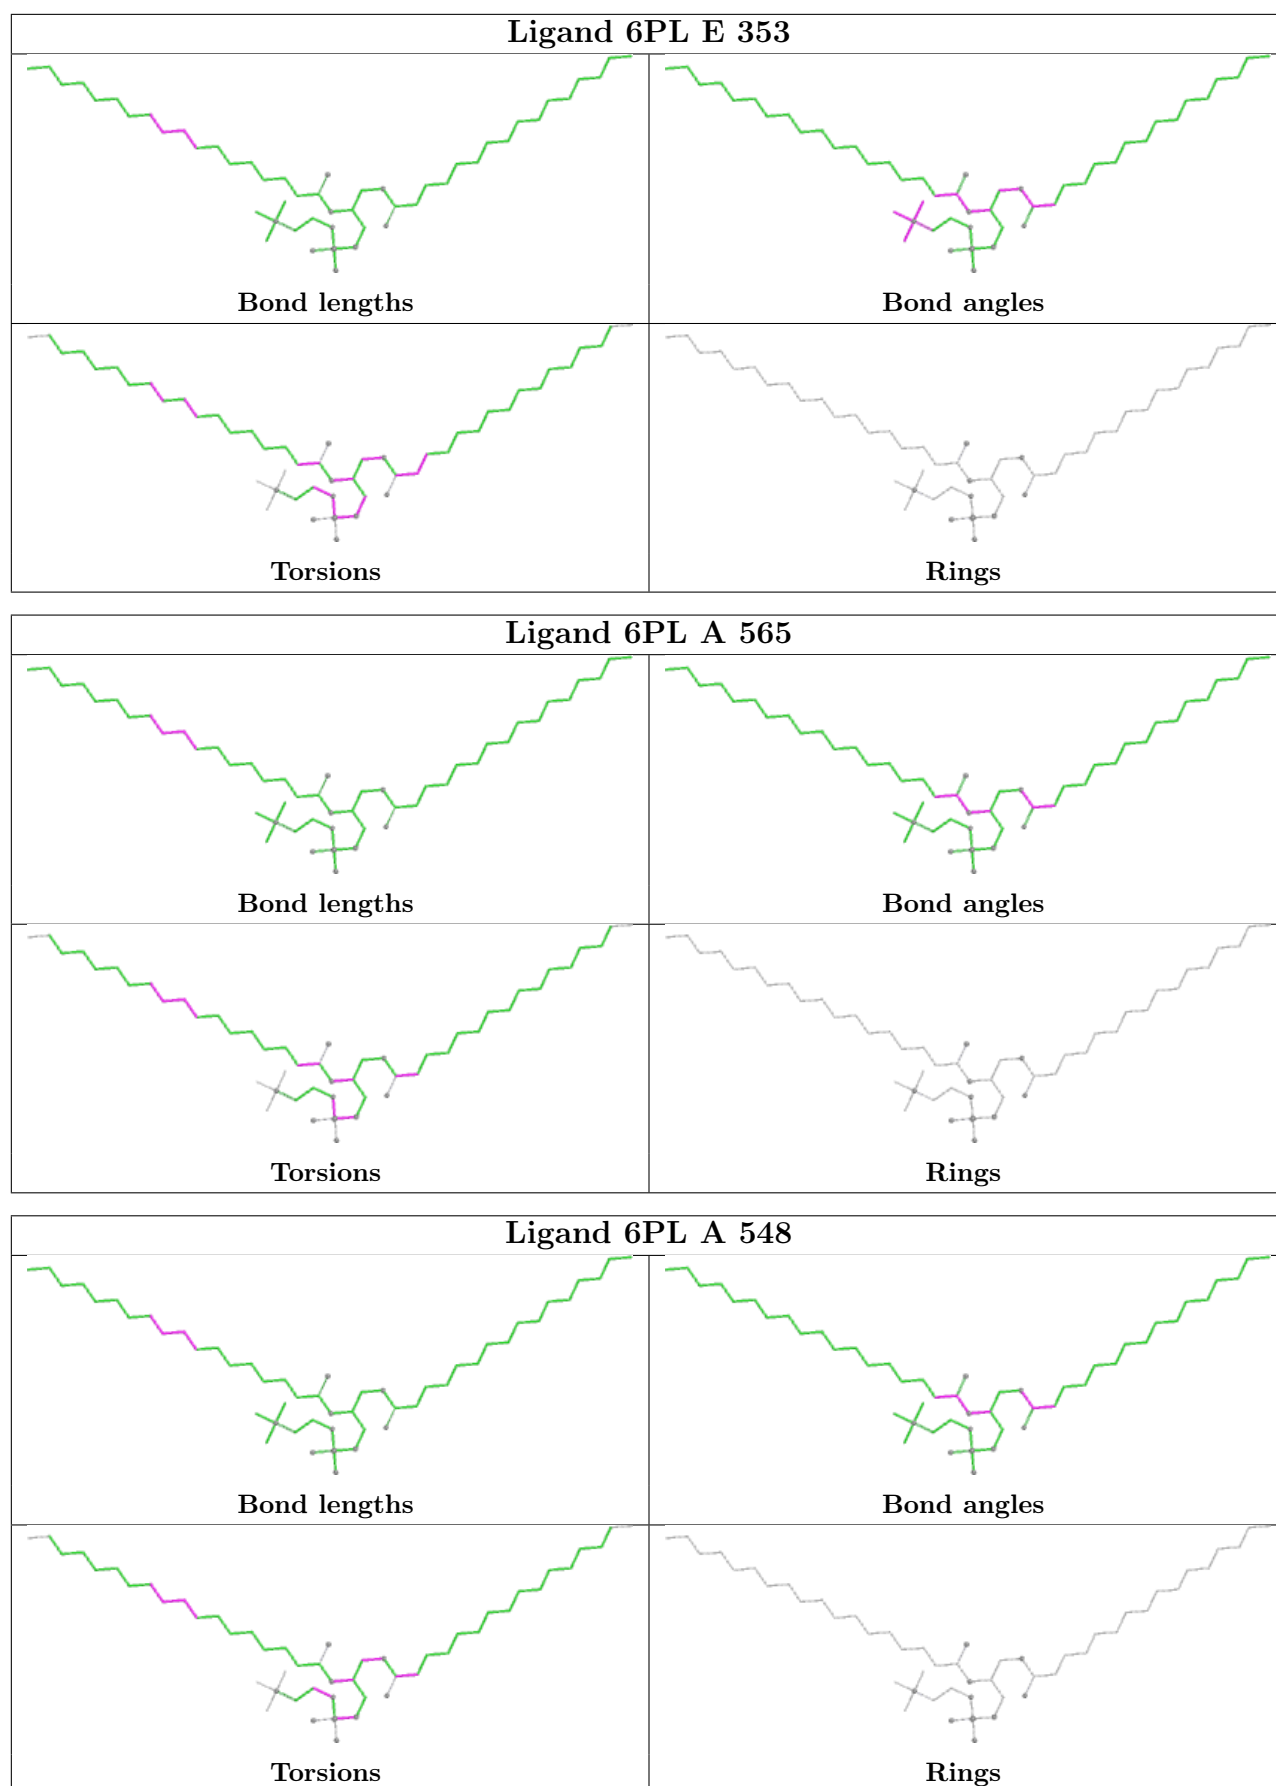 Ligand 6PL E 353
Bond lengths
Bond angles
Torsions
Rings
Ligand 6PL A 565
Bond lengths
Bond angles
Torsions
Rings
Ligand 6PL A 548
Bond lengths
Bond angles
Torsions
Rings